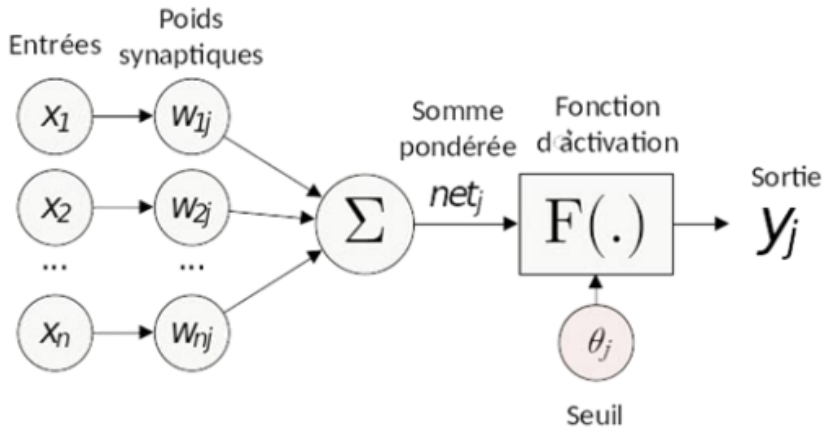 Entrées
Poids
synaptiques
x1
w1j
x2
w2j
...
...
xn
wnj
Σ
Somme
pondérée
netj
Fonction
d'activation
F(.)
θj
Seuil
Sortie
yj